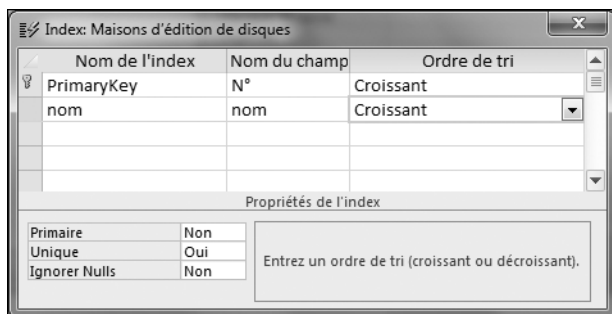 Index: Maisons d'édition de disques
Nom de l'index Nom du champ Ordre de tri
PrimaryKey N° Croissant
nom nom Croissant
Propriétés de l'index
Primaire Non
Unique Oui
Ignorer Nulls Non
Entrez un ordre de tri (croissant ou décroissant).